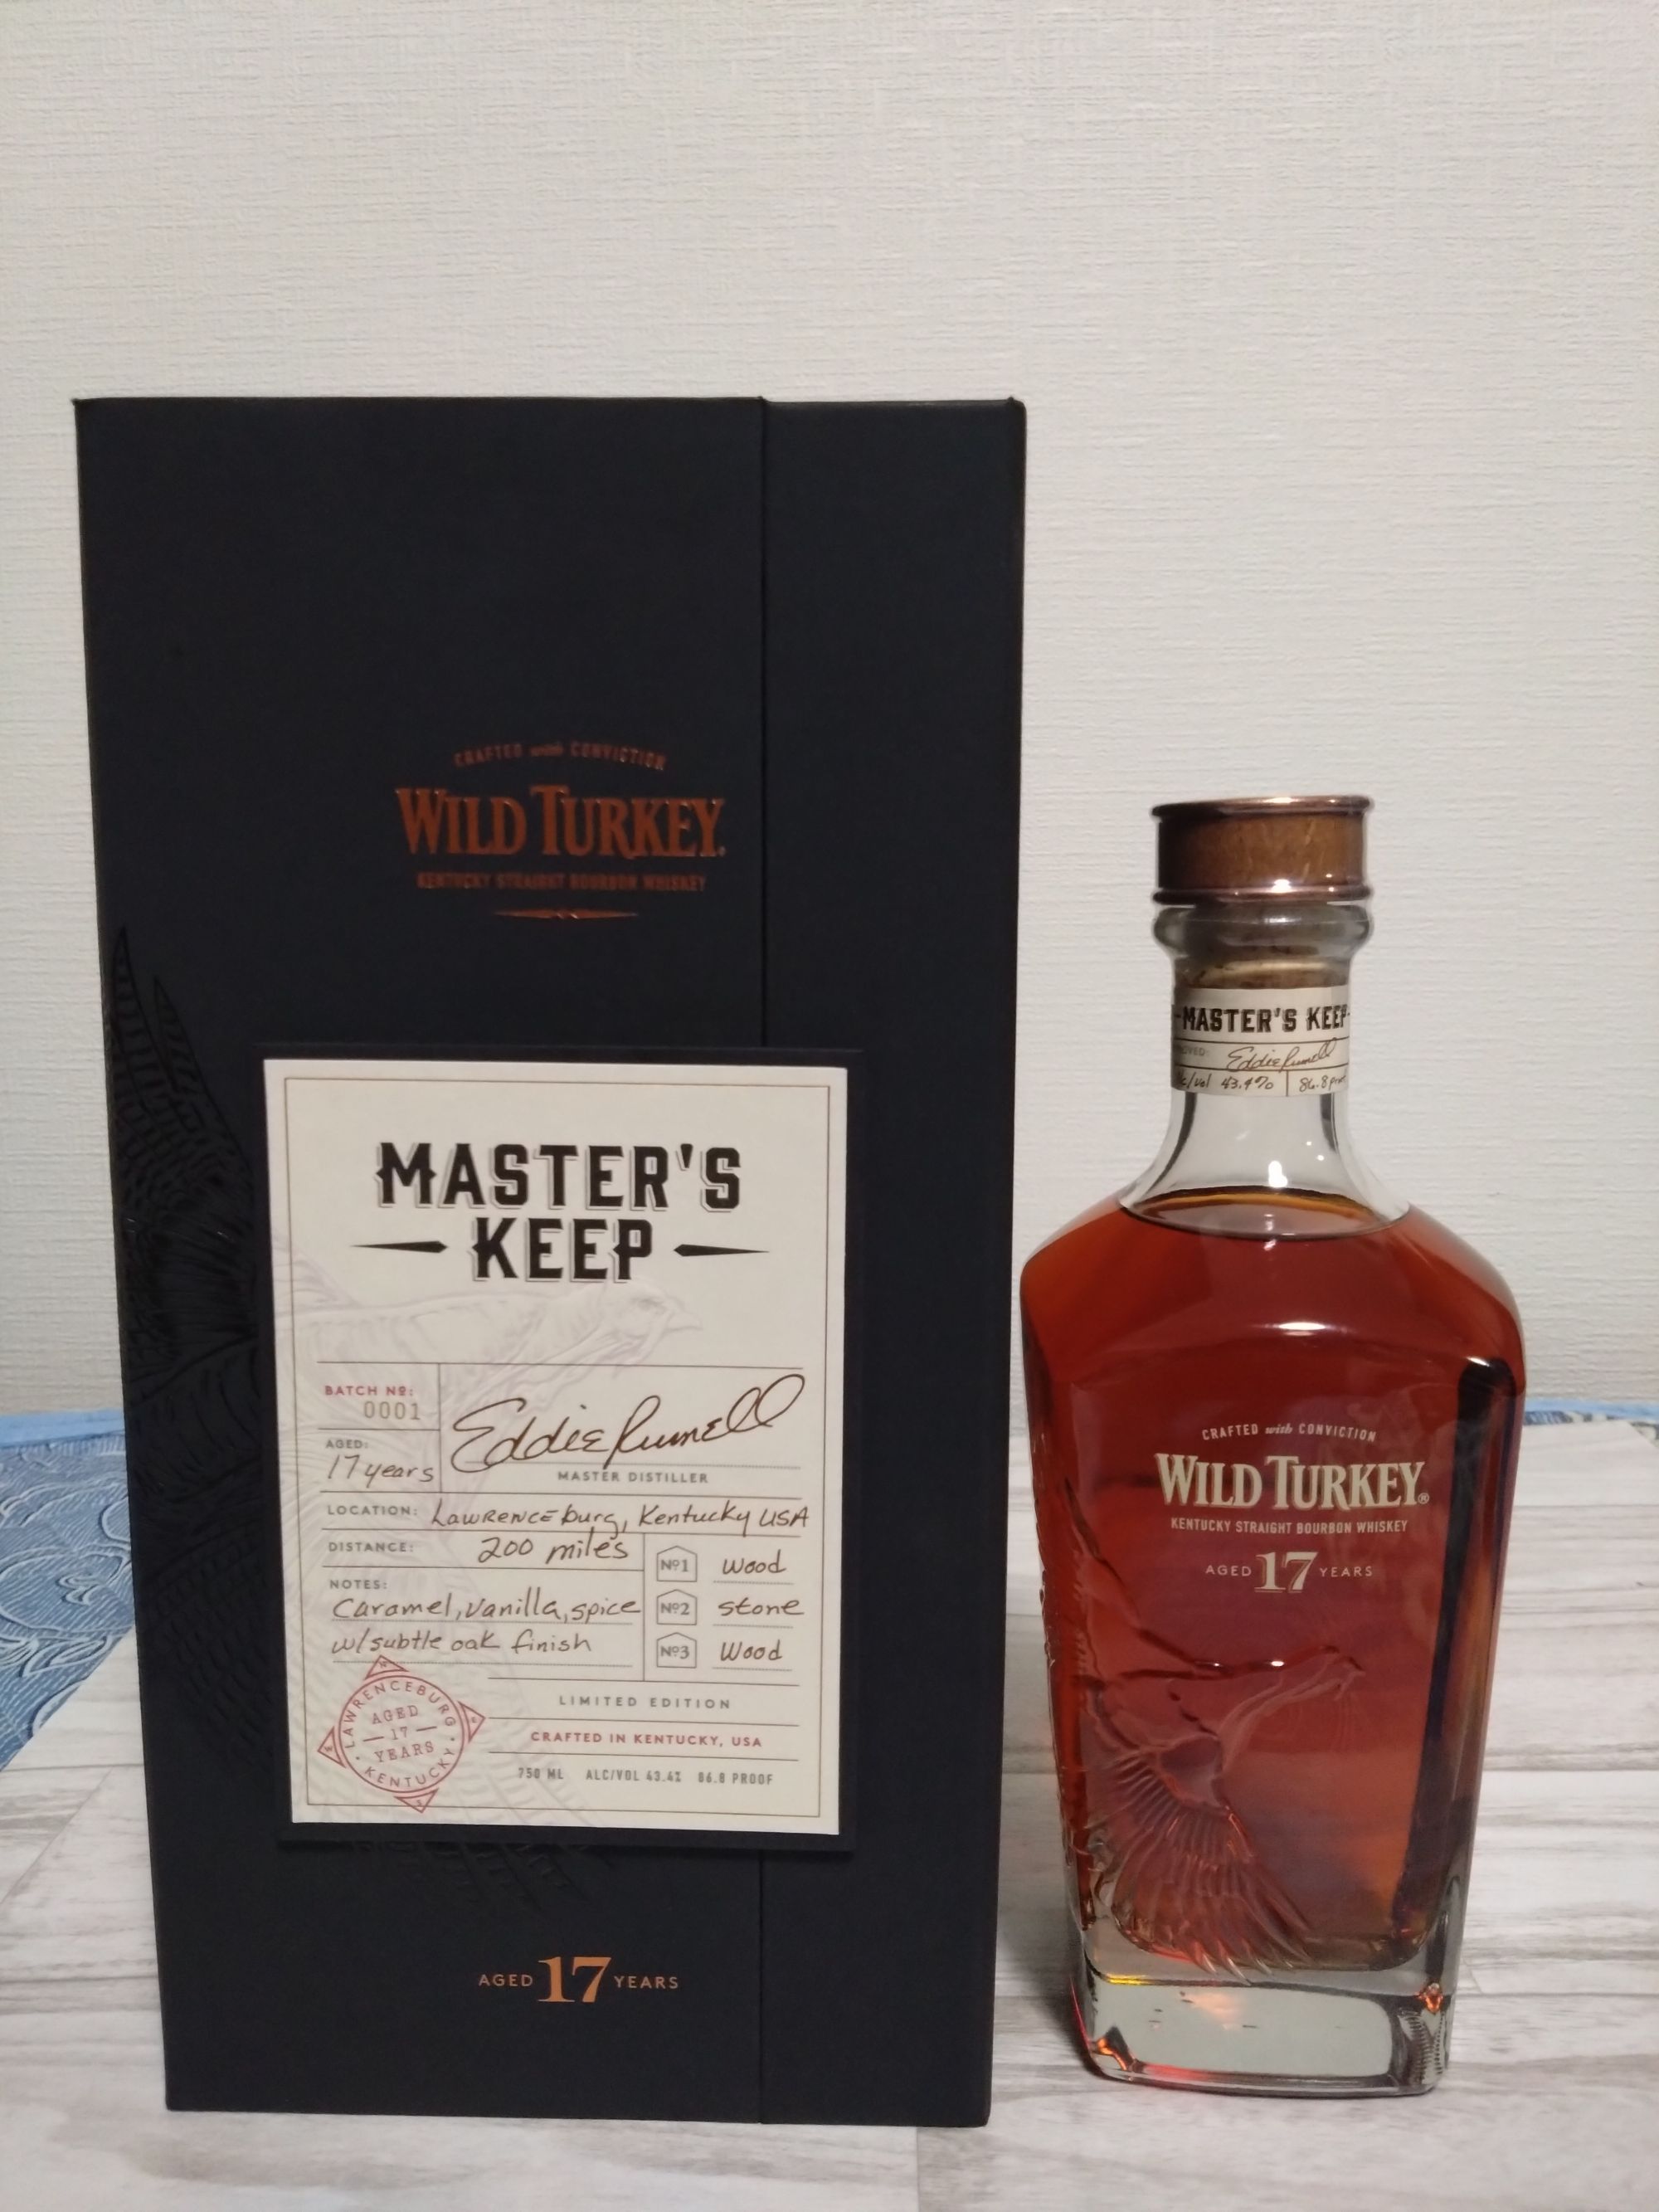 CRAFTED with CONVICTION
WILD TURKEY
KENTUCKY STRAIGHT BOURBON WHISKEY
MASTER'S
KEEP
BATCH Nº:
0001
Eddie Russell
MASTER DISTILLER
AGED:
17 years
LOCATION: Lawrenceburg, Kentucky USA
DISTANCE: 200 miles
NOTES:
Caramel, vanilla, spice
w/subtle oak finish
Nº1 Wood
Nº2 Stone
Nº3 Wood
LAWRENCEBURG
AGED
17
YEARS
KENTUCKY
LIMITED EDITION
CRAFTED IN KENTUCKY, USA
750 ML ALC/VOL 43.4% 86.8 PROOF
AGED 17 YEARS
MASTER'S KEEP
Eddie Russell
43.4% 86.8
CRAFTED with CONVICTION
WILD TURKEY®
KENTUCKY STRAIGHT BOURBON WHISKEY
AGED 17 YEARS